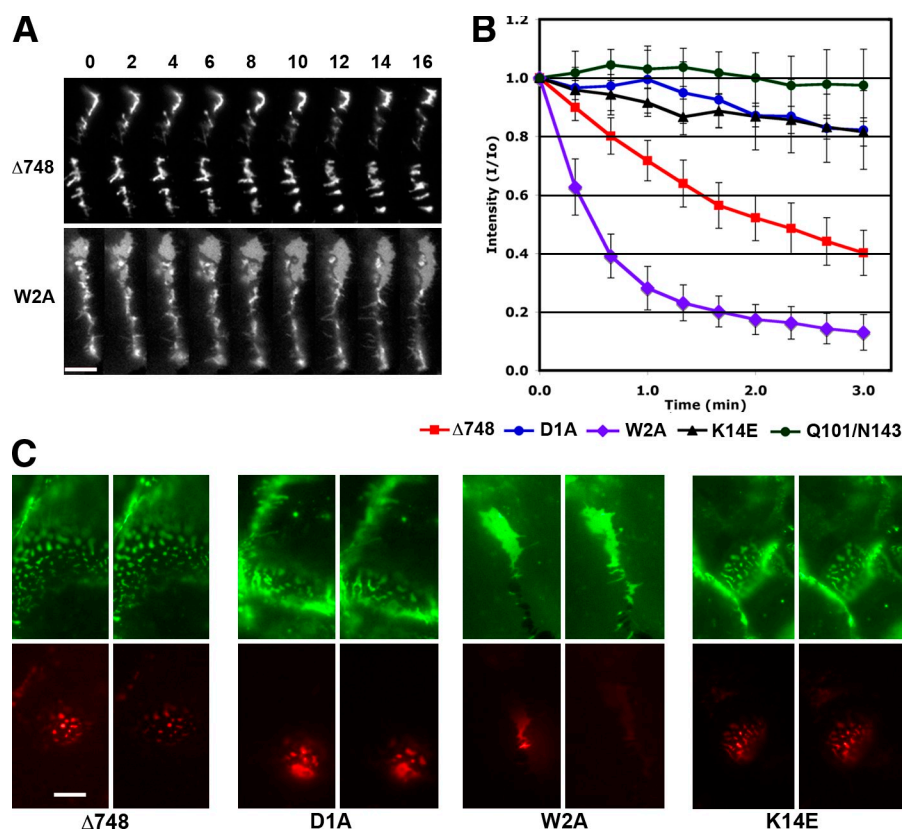 A
0 2 4 6 8 10 12 14 16
Δ748
W2A
B
1.2
1.0
0.8
0.6
0.4
0.2
0.0
Intensity (I/Io)
0.0 1.0 2.0 3.0
Time (min)
Δ748 D1A W2A K14E Q101/N143
C
Δ748 D1A W2A K14E